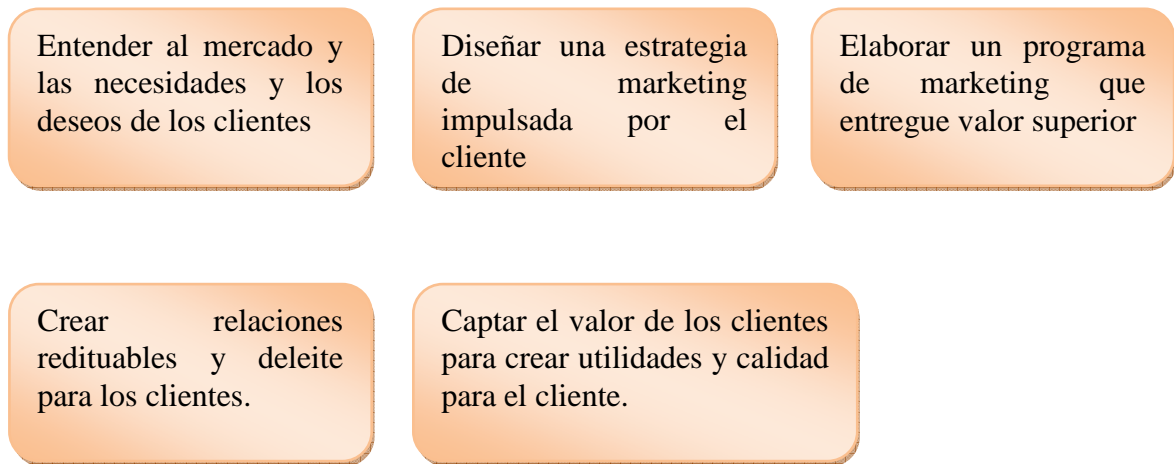 Entender al mercado y
las necesidades y los
deseos de los clientes
Diseñar una estrategia
de marketing
impulsada por el
cliente
Elaborar un programa
de marketing que
entregue valor superior
Crear relaciones
redituables y deleite
para los clientes.
Captar el valor de los clientes
para crear utilidades y calidad
para el cliente.